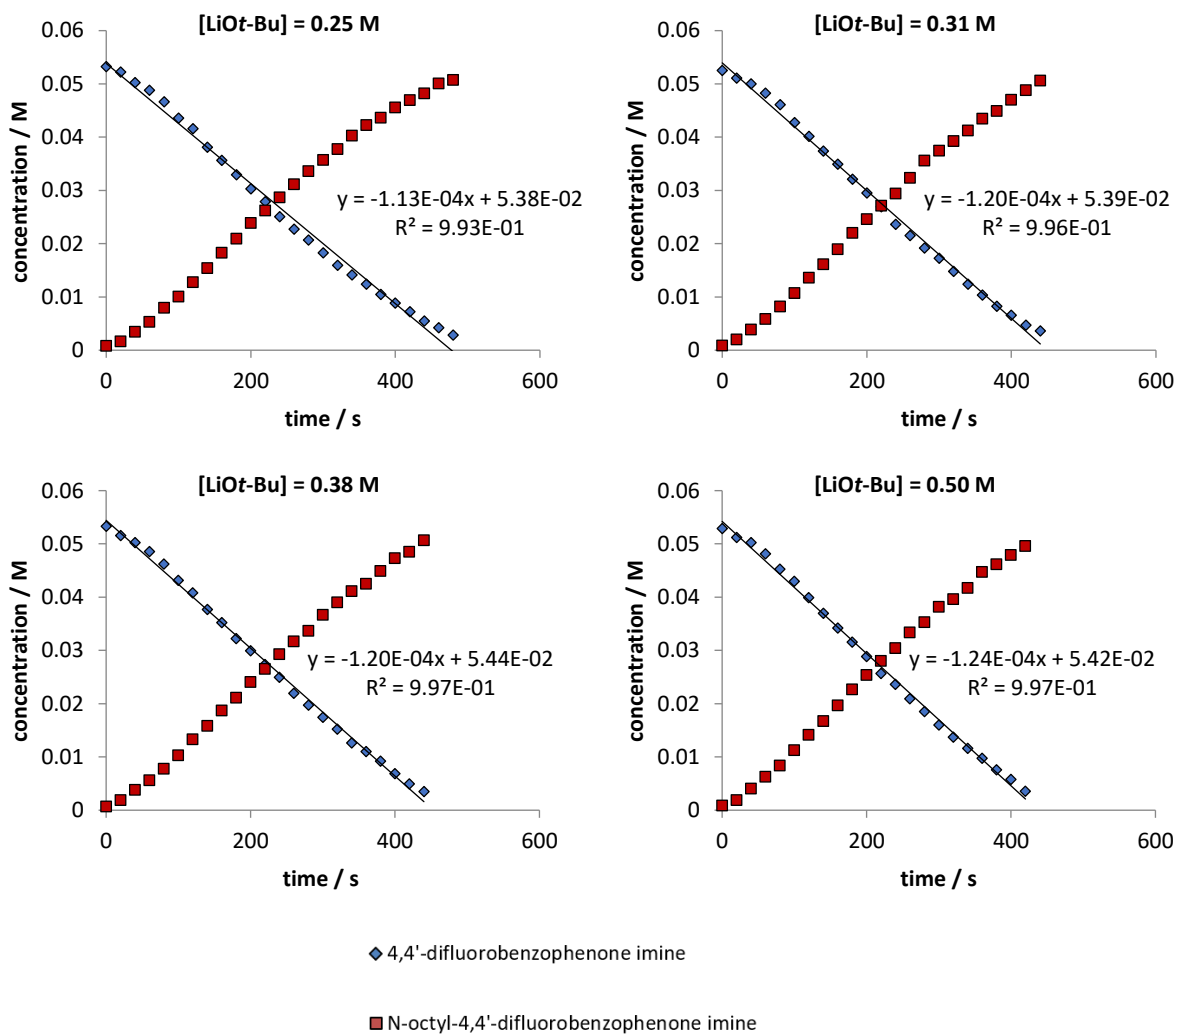 [LiOt-Bu] = 0.25 M
concentration / M
0.06
0.05
0.04
0.03
0.02
0.01
0
y = -1.13E-04x + 5.38E-02
R² = 9.93E-01
0 200 400 600
time / s
[LiOt-Bu] = 0.31 M
concentration / M
0.06
0.05
0.04
0.03
0.02
0.01
0
y = -1.20E-04x + 5.39E-02
R² = 9.96E-01
0 200 400 600
time / s
[LiOt-Bu] = 0.38 M
concentration / M
0.06
0.05
0.04
0.03
0.02
0.01
0
y = -1.20E-04x + 5.44E-02
R² = 9.97E-01
0 200 400 600
time / s
[LiOt-Bu] = 0.50 M
concentration / M
0.06
0.05
0.04
0.03
0.02
0.01
0
y = -1.24E-04x + 5.42E-02
R² = 9.97E-01
0 200 400 600
time / s
4,4'-difluorobenzophenone imine
N-octyl-4,4'-difluorobenzophenone imine